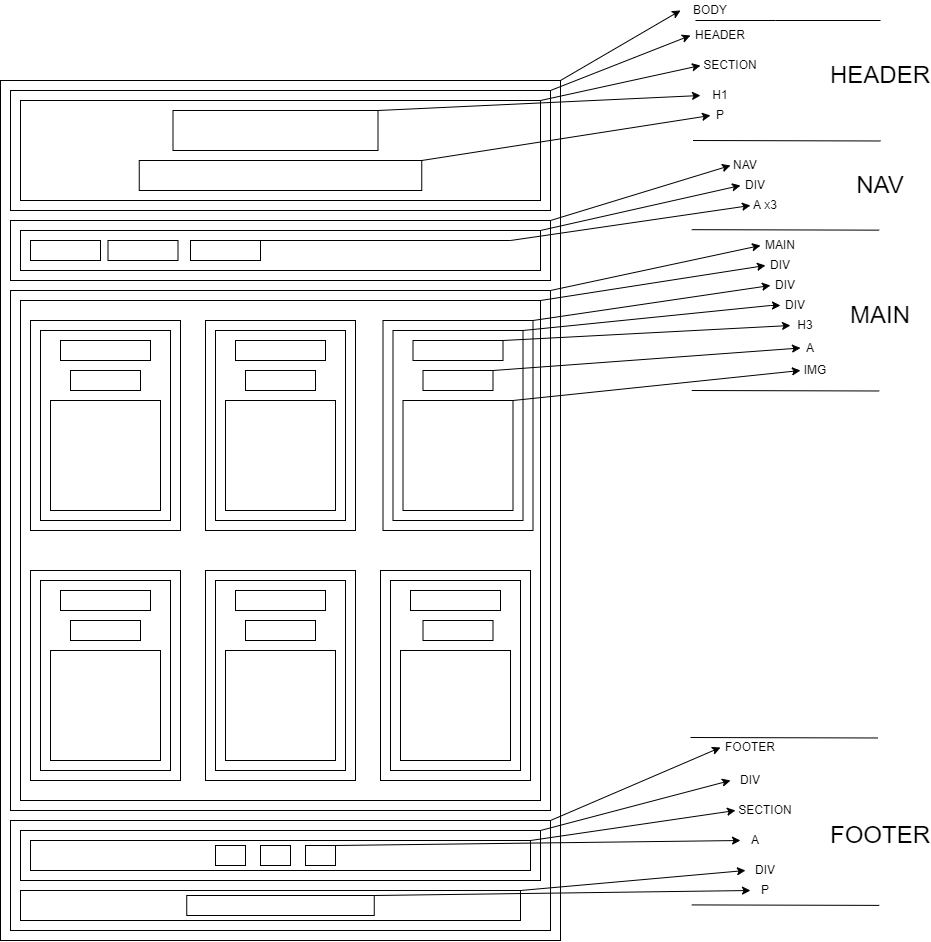 BODY
HEADER
SECTION
HEADER
H1
P
NAV
DIV
NAV
A x3
MAIN
DIV
DIV
DIV
MAIN
H3
A
IMG
FOOTER
DIV
SECTION
FOOTER
A
DIV
P